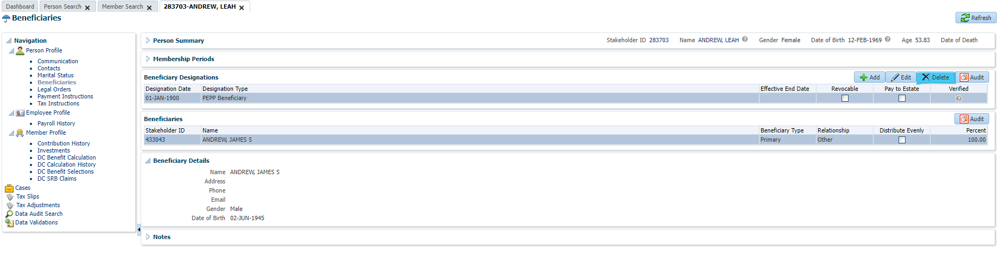 Dashboard Person Search Member Search 283703-ANDREW, LEAH
Beneficiaries
Refresh
Navigation
Person Profile
Communication
Contacts
Marital Status
Beneficiaries
Legal Orders
Payment Instructions
Tax Instructions
Employee Profile
Payroll History
Member Profile
Contribution History
Investments
DC Benefit Calculation
DC Calculation History
DC Benefit Selections
DC SRB Claims
Cases
Tax Slips
Tax Adjustments
Data Audit Search
Data Validations
Person Summary Stakeholder ID 283703 Name ANDREW, LEAH Gender Female Date of Birth 12-FEB-1969 Age 53.83 Date of Death
Membership Periods
Beneficiary Designations Add Edit Delete Audit
Designation Date Designation Type Effective End Date Revocable Pay to Estate Verified
01-JAN-1900 PEPP Beneficiary
Beneficiaries Audit
Stakeholder ID Name Beneficiary Type Relationship Distribute Evenly Percent
433043 ANDREW, JAMES S Primary Other 100.00
Beneficiary Details
Name ANDREW, JAMES S
Address
Phone
Email
Gender Male
Date of Birth 02-JUN-1945
Notes